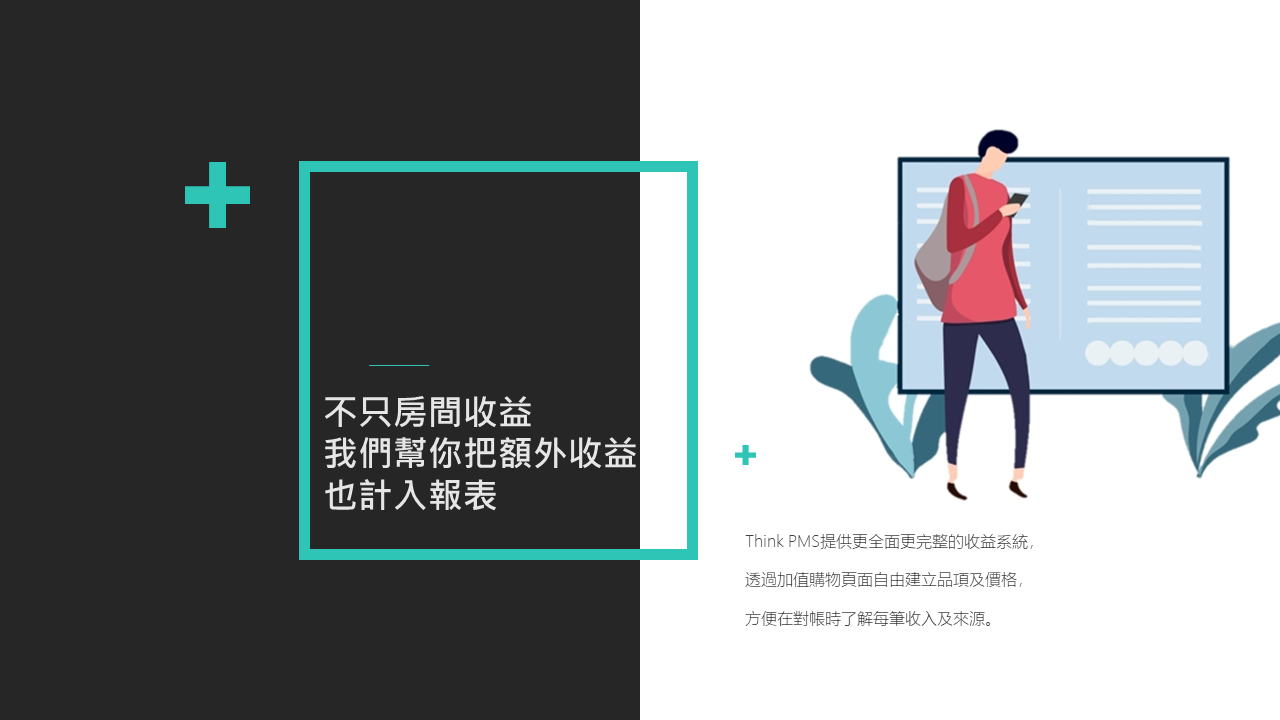 不只房間收益
我們幫你把額外收益
也計入報表
Think PMS提供更全面更完整的收益系統，
透過加值購物頁面自由建立品項及價格，
方便在對帳時了解每筆收入及來源。